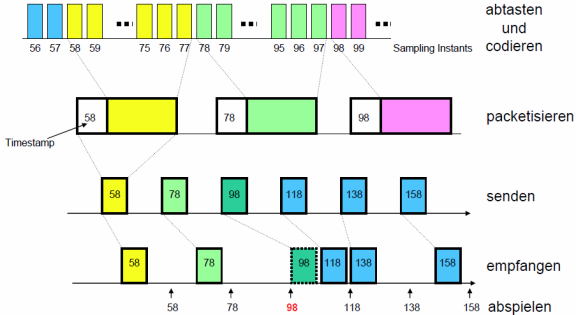 abtasten
und
codieren
56 57 58 59 75 76 77 78 79 95 96 97 98 99 Sampling Instants
58 78 98 packetisieren
Timestamp
58 78 98 118 138 158 senden
58 78 98 118 138 158 empfangen
58 78 98 118 138 158 abspielen